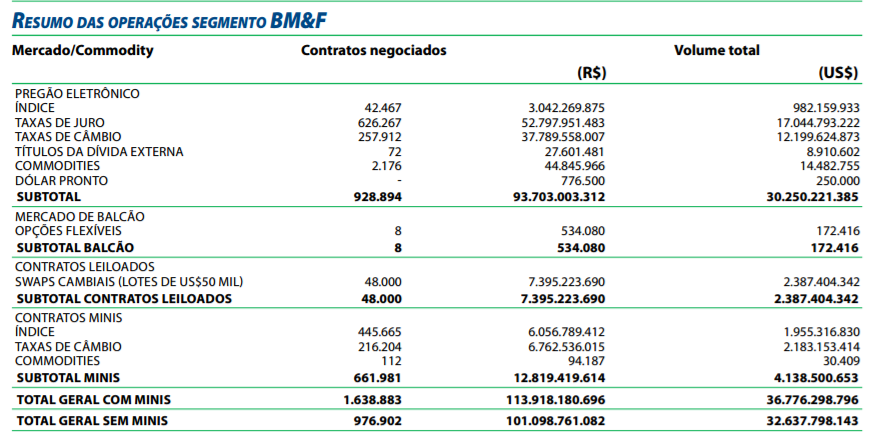 RESUMO DAS OPERAÇÕES SEGMENTO BM&F
Mercado/Commodity Contratos negociados Volume total
(R$) (US$)
PREGÃO ELETRÔNICO
ÍNDICE 42.467 3.042.269.875 982.159.933
TAXAS DE JURO 626.267 52.797.951.483 17.044.793.222
TAXAS DE CÂMBIO 257.912 37.789.558.007 12.199.624.873
TÍTULOS DA DÍVIDA EXTERNA 72 27.601.481 8.910.602
COMMODITIES 2.176 44.845.966 14.482.755
DÓLAR PRONTO - 776.500 250.000
SUBTOTAL 928.894 93.703.003.312 30.250.221.385
MERCADO DE BALCÃO
OPÇÕES FLEXÍVEIS 8 534.080 172.416
SUBTOTAL BALCÃO 8 534.080 172.416
CONTRATOS LEILOADOS
SWAPS CAMBIAIS (LOTES DE US$50 MIL) 48.000 7.395.223.690 2.387.404.342
SUBTOTAL CONTRATOS LEILOADOS 48.000 7.395.223.690 2.387.404.342
CONTRATOS MINIS
ÍNDICE 445.665 6.056.789.412 1.955.316.830
TAXAS DE CÂMBIO 216.204 6.762.536.015 2.183.153.414
COMMODITIES 112 94.187 30.409
SUBTOTAL MINIS 661.981 12.819.419.614 4.138.500.653
TOTAL GERAL COM MINIS 1.638.883 113.918.180.696 36.776.298.796
TOTAL GERAL SEM MINIS 976.902 101.098.761.082 32.637.798.143